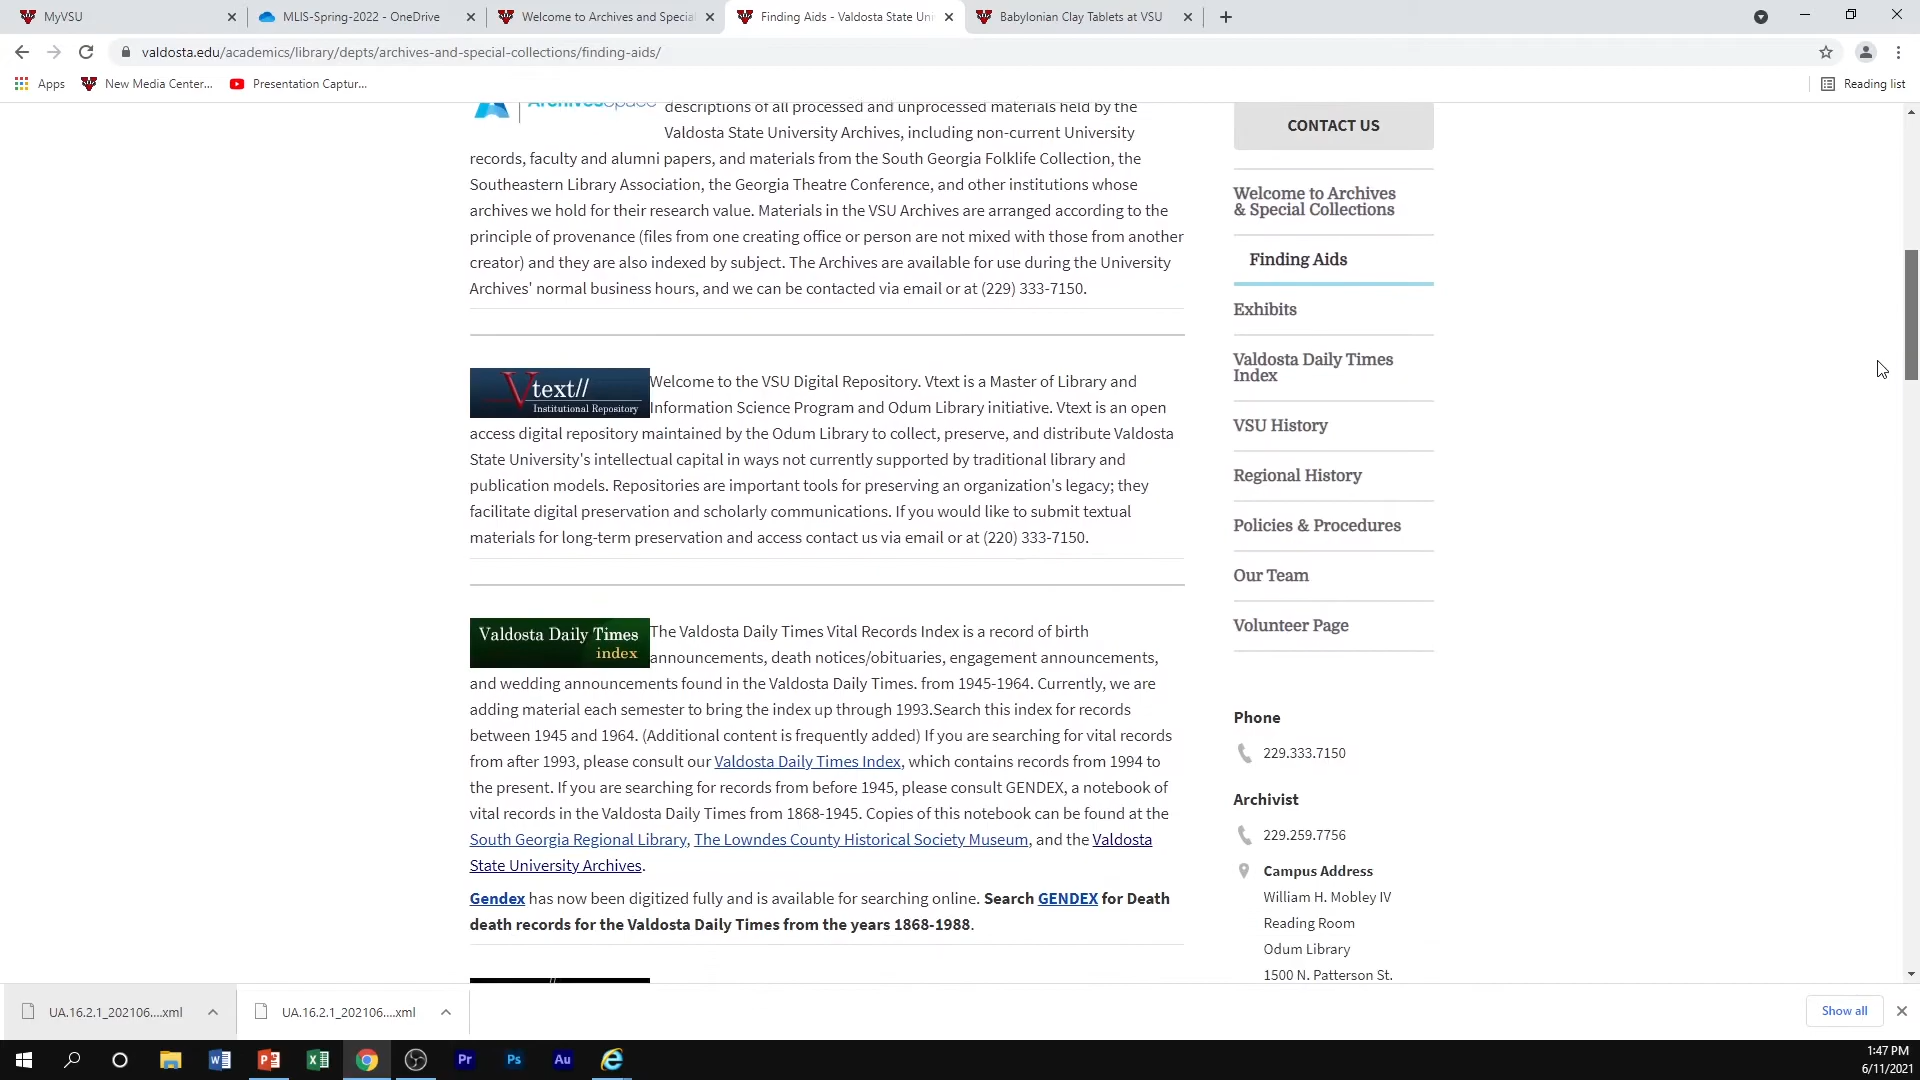 MyVSU
MLIS-Spring-2022 - OneDrive
Welcome to Archives and Special
Finding Aids - Valdosta State Uni
Babylonian Clay Tablets at VSU
valdosta.edu/academics/library/depts/archives-and-special-collections/finding-aids/
Apps
New Media Center...
Presentation Captur...
Reading list
ArchivesSpace
descriptions of all processed and unprocessed materials held by the
Valdosta State University Archives, including non-current University
records, faculty and alumni papers, and materials from the South Georgia Folklife Collection, the
Southeastern Library Association, the Georgia Theatre Conference, and other institutions whose
archives we hold for their research value. Materials in the VSU Archives are arranged according to the
principle of provenance (files from one creating office or person are not mixed with those from another
creator) and they are also indexed by subject. The Archives are available for use during the University
Archives' normal business hours, and we can be contacted via email or at (229) 333-7150.
Vtext//
Institutional Repository
Welcome to the VSU Digital Repository. Vtext is a Master of Library and
Information Science Program and Odum Library initiative. Vtext is an open
access digital repository maintained by the Odum Library to collect, preserve, and distribute Valdosta
State University's intellectual capital in ways not currently supported by traditional library and
publication models. Repositories are important tools for preserving an organization's legacy; they
facilitate digital preservation and scholarly communications. If you would like to submit textual
materials for long-term preservation and access contact us via email or at (220) 333-7150.
Valdosta Daily Times
index
The Valdosta Daily Times Vital Records Index is a record of birth
announcements, death notices/obituaries, engagement announcements,
and wedding announcements found in the Valdosta Daily Times. from 1945-1964. Currently, we are
adding material each semester to bring the index up through 1993.Search this index for records
between 1945 and 1964. (Additional content is frequently added) If you are searching for vital records
from after 1993, please consult our Valdosta Daily Times Index, which contains records from 1994 to
the present. If you are searching for records from before 1945, please consult GENDEX, a notebook of
vital records in the Valdosta Daily Times from 1868-1945. Copies of this notebook can be found at the
South Georgia Regional Library, The Lowndes County Historical Society Museum, and the Valdosta
State University Archives.
Gendex has now been digitized fully and is available for searching online. Search GENDEX for Death
death records for the Valdosta Daily Times from the years 1868-1988.
CONTACT US
Welcome to Archives
& Special Collections
Finding Aids
Exhibits
Valdosta Daily Times
Index
VSU History
Regional History
Policies & Procedures
Our Team
Volunteer Page
Phone
229.333.7150
Archivist
229.259.7756
Campus Address
William H. Mobley IV
Reading Room
Odum Library
1500 N. Patterson St.
UA.16.2.1_202106....xml
UA.16.2.1_202106....xml
Show all
Pr
Ps
Au
1:47 PM
6/11/2021